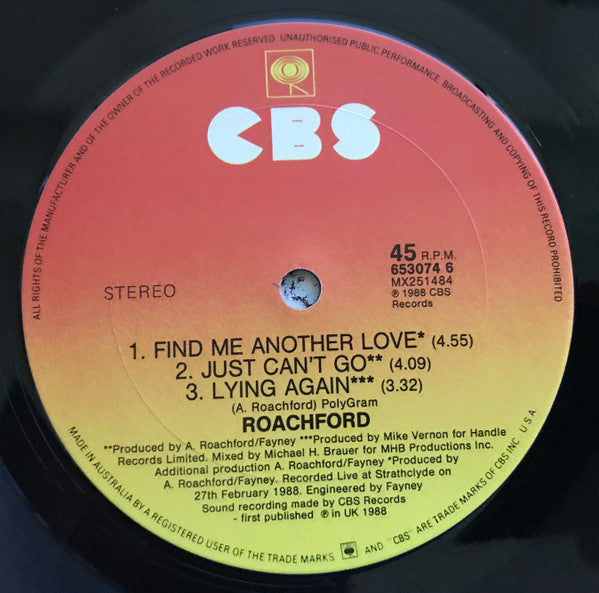 ALL RIGHTS OF THE MANUFACTURER AND OF THE OWNER OF THE RECORDED WORK RESERVED. UNAUTHORISED PUBLIC PERFORMANCE, BROADCASTING AND COPYING OF THIS RECORD PROHIBITED
CBS
45 R.P.M.
653074 6
MX251484
℗ 1988 CBS
Records
STEREO
1. FIND ME ANOTHER LOVE* (4.55)
2. JUST CAN'T GO** (4.09)
3. LYING AGAIN*** (3.32)
(A. Roachford) PolyGram
ROACHFORD
**Produced by A. Roachford/Fayney ***Produced by Mike Vernon for Handle
Records Limited. Mixed by Michael H. Brauer for MHB Productions Inc.
Additional production A. Roachford/Fayney *Produced by
A. Roachford/Fayney. Recorded Live at Strathclyde on
27th February 1988. Engineered by Fayney
Sound recording made by CBS Records
- first published ℗ in UK 1988
MADE IN AUSTRALIA BY A REGISTERED USER OF THE TRADE MARKS AND "CBS" ARE TRADE MARKS OF CBS INC. U.S.A